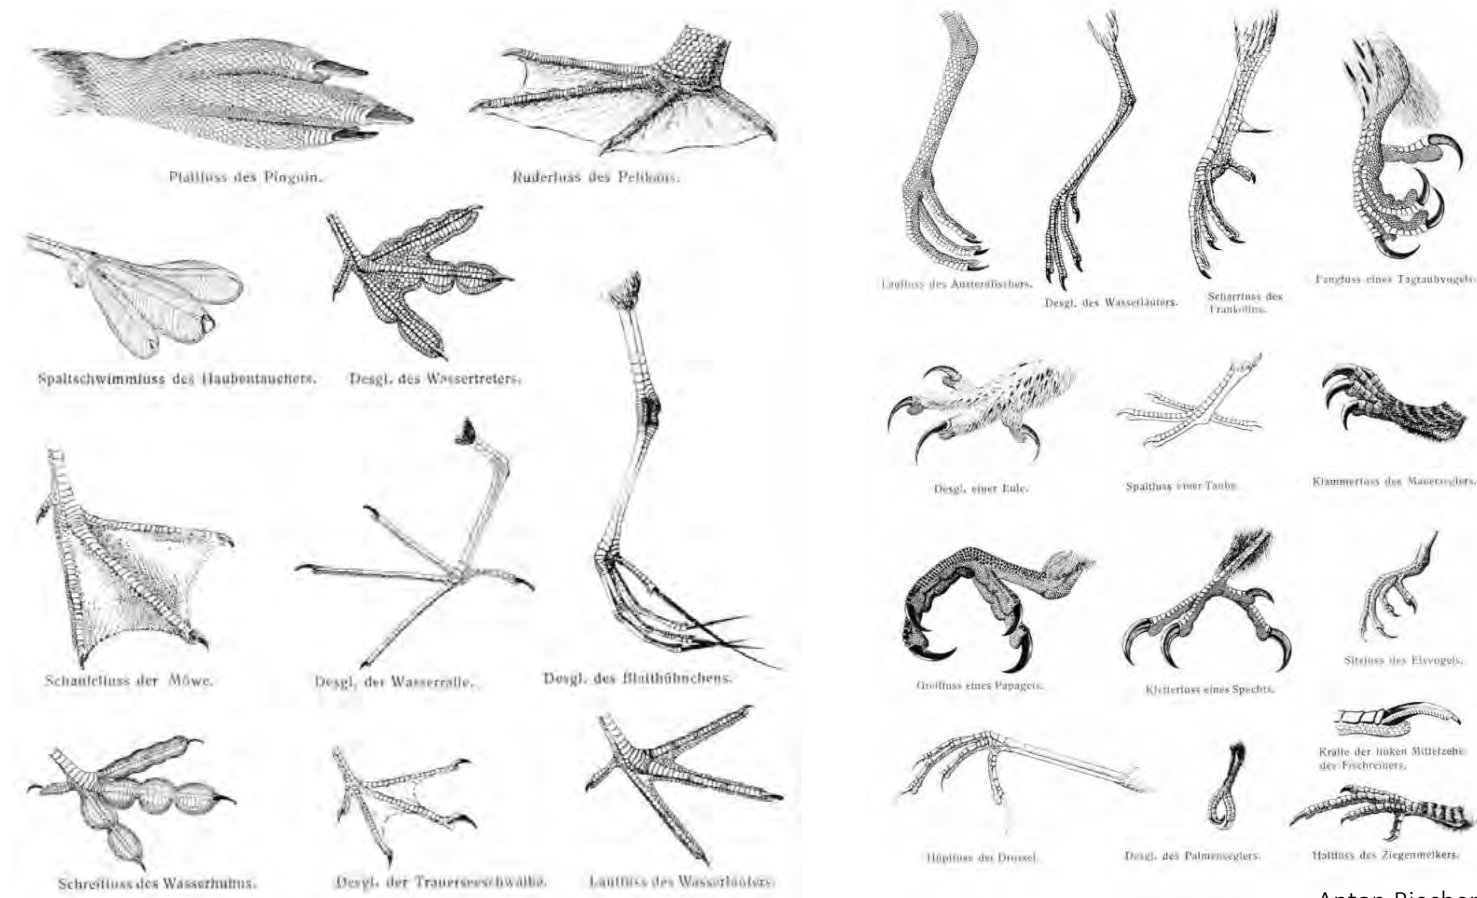 Plattfuss des Pinguin.
Ruderfuss des Pelikans.
Spaltschwimmfuss des Haubentauchers.
Desgl. des Wassertreters.
Schaufelfuss der Möwe.
Desgl. der Wasserralle.
Desgl. des Blatthühnchens.
Schreitfuss des Wasserhuhns.
Desgl. der Trauerseeschwalbe.
Lauffuss des Wasserläufers.
Lauffuss des Austernfischers.
Desgl. des Wasserläufers.
Scharrfuss des
Frankolins.
Fangfuss eines Tagraubvogels.
Desgl. einer Eule.
Spaltfuss einer Taube.
Klammerfuss des Mauerseglers.
Greiffuss eines Papageis.
Kletterfuss eines Spechts.
Sitzfuss des Eisvogels.
Kralle der linken Mittelzehe
des Fischreihers.
Hüpffuss der Drossel.
Desgl. des Palmenseglers.
Haftfuss des Ziegenmelkers.